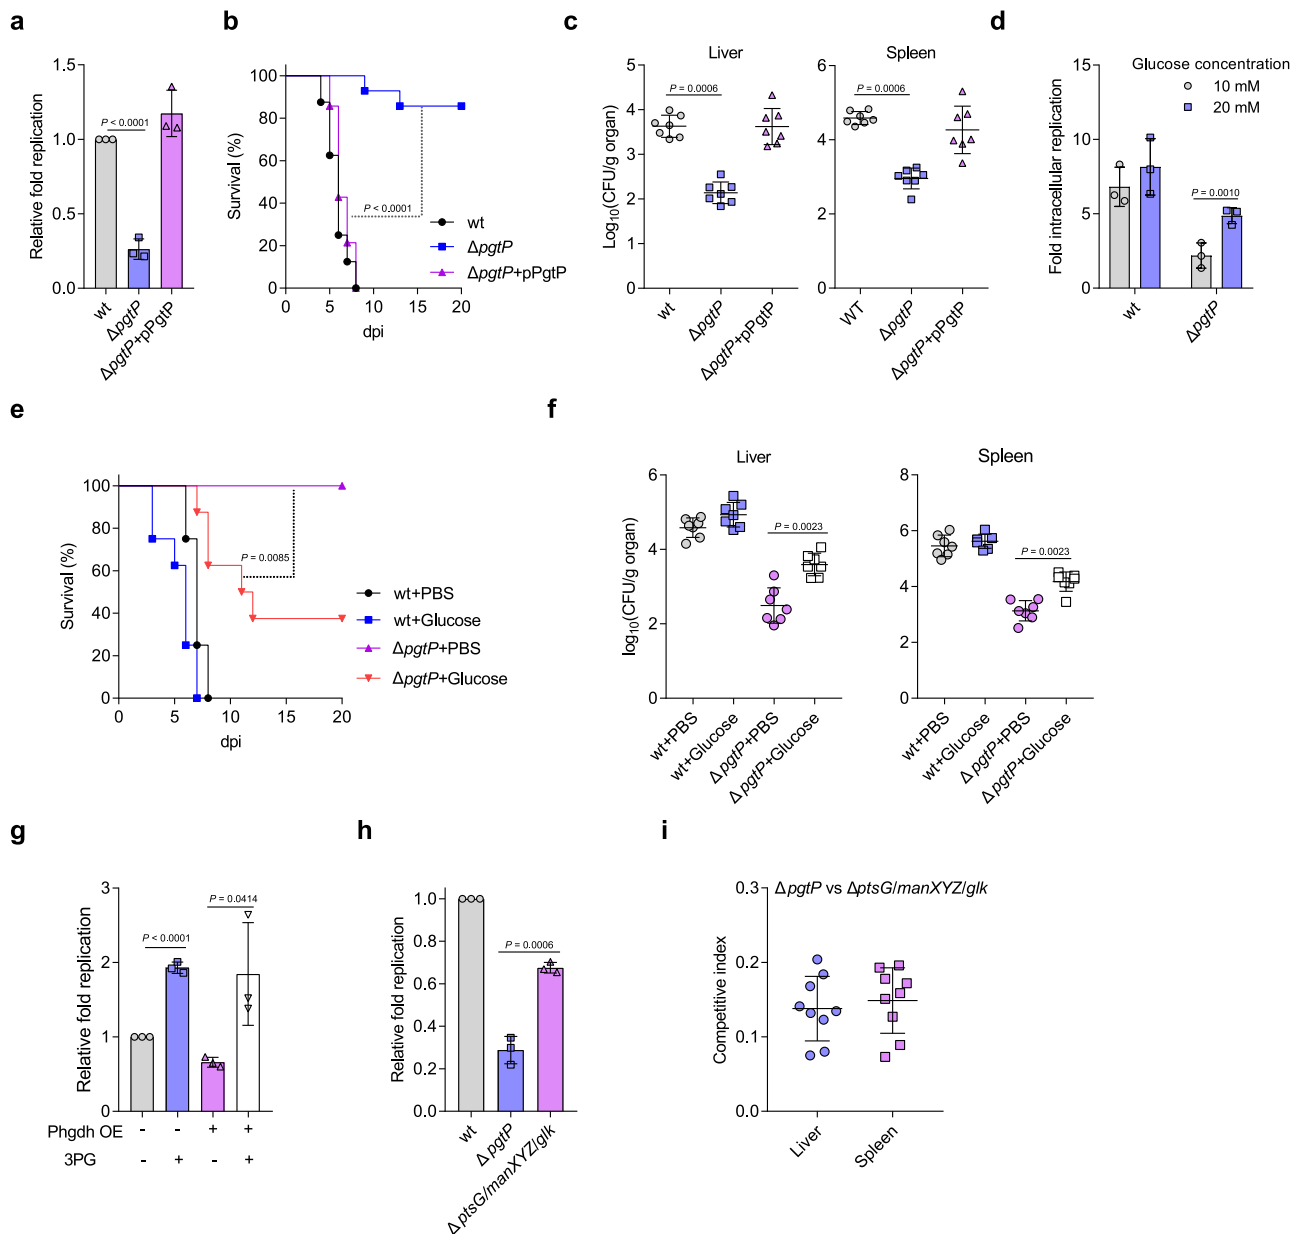 a
Relative fold replication
1.5
1.0
0.5
0.0
P < 0.0001
wt
ΔpgtP
ΔpgtP+pPgtP
b
Survival (%)
100
80
60
40
20
0
0 5 10 15 20
dpi
P < 0.0001
wt
ΔpgtP
ΔpgtP+pPgtP
c
Liver
Log10(CFU/g organ)
5
4
3
2
1
0
P = 0.0006
wt
ΔpgtP
ΔpgtP+pPgtP
Spleen
6
4
2
0
P = 0.0006
WT
ΔpgtP
ΔpgtP+pPgtP
d
Glucose concentration
10 mM
20 mM
Fold intracellular replication
15
10
5
0
P = 0.0010
wt
ΔpgtP
e
Survival (%)
100
80
60
40
20
0
0 5 10 15 20
dpi
P = 0.0085
wt+PBS
wt+Glucose
ΔpgtP+PBS
ΔpgtP+Glucose
f
Liver
log10(CFU/g organ)
6
4
2
0
P = 0.0023
wt+PBS
wt+Glucose
ΔpgtP+PBS
ΔpgtP+Glucose
Spleen
8
6
4
2
0
P = 0.0023
wt+PBS
wt+Glucose
ΔpgtP+PBS
ΔpgtP+Glucose
g
Relative fold replication
3
2
1
0
P < 0.0001
P = 0.0414
Phgdh OE - - + +
3PG - + - +
h
Relative fold replication
1.0
0.8
0.6
0.4
0.2
0.0
P = 0.0006
wt
ΔpgtP
ΔptsG/manXYZ/glk
i
ΔpgtP vs ΔptsG/manXYZ/glk
Competitive index
0.3
0.2
0.1
0.0
Liver
Spleen